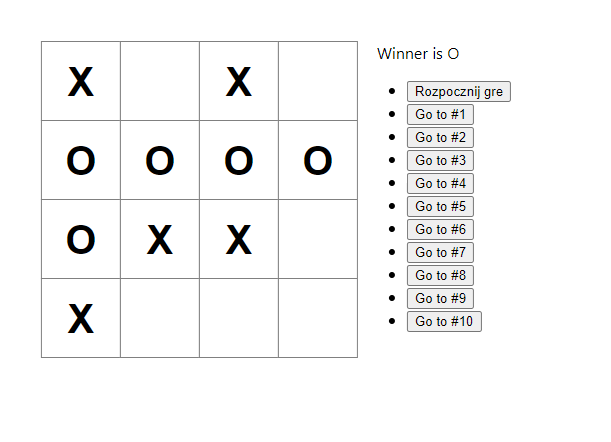 X X
O O O O
O X X
X
Winner is O
Rozpocznij gre
Go to #1
Go to #2
Go to #3
Go to #4
Go to #5
Go to #6
Go to #7
Go to #8
Go to #9
Go to #10